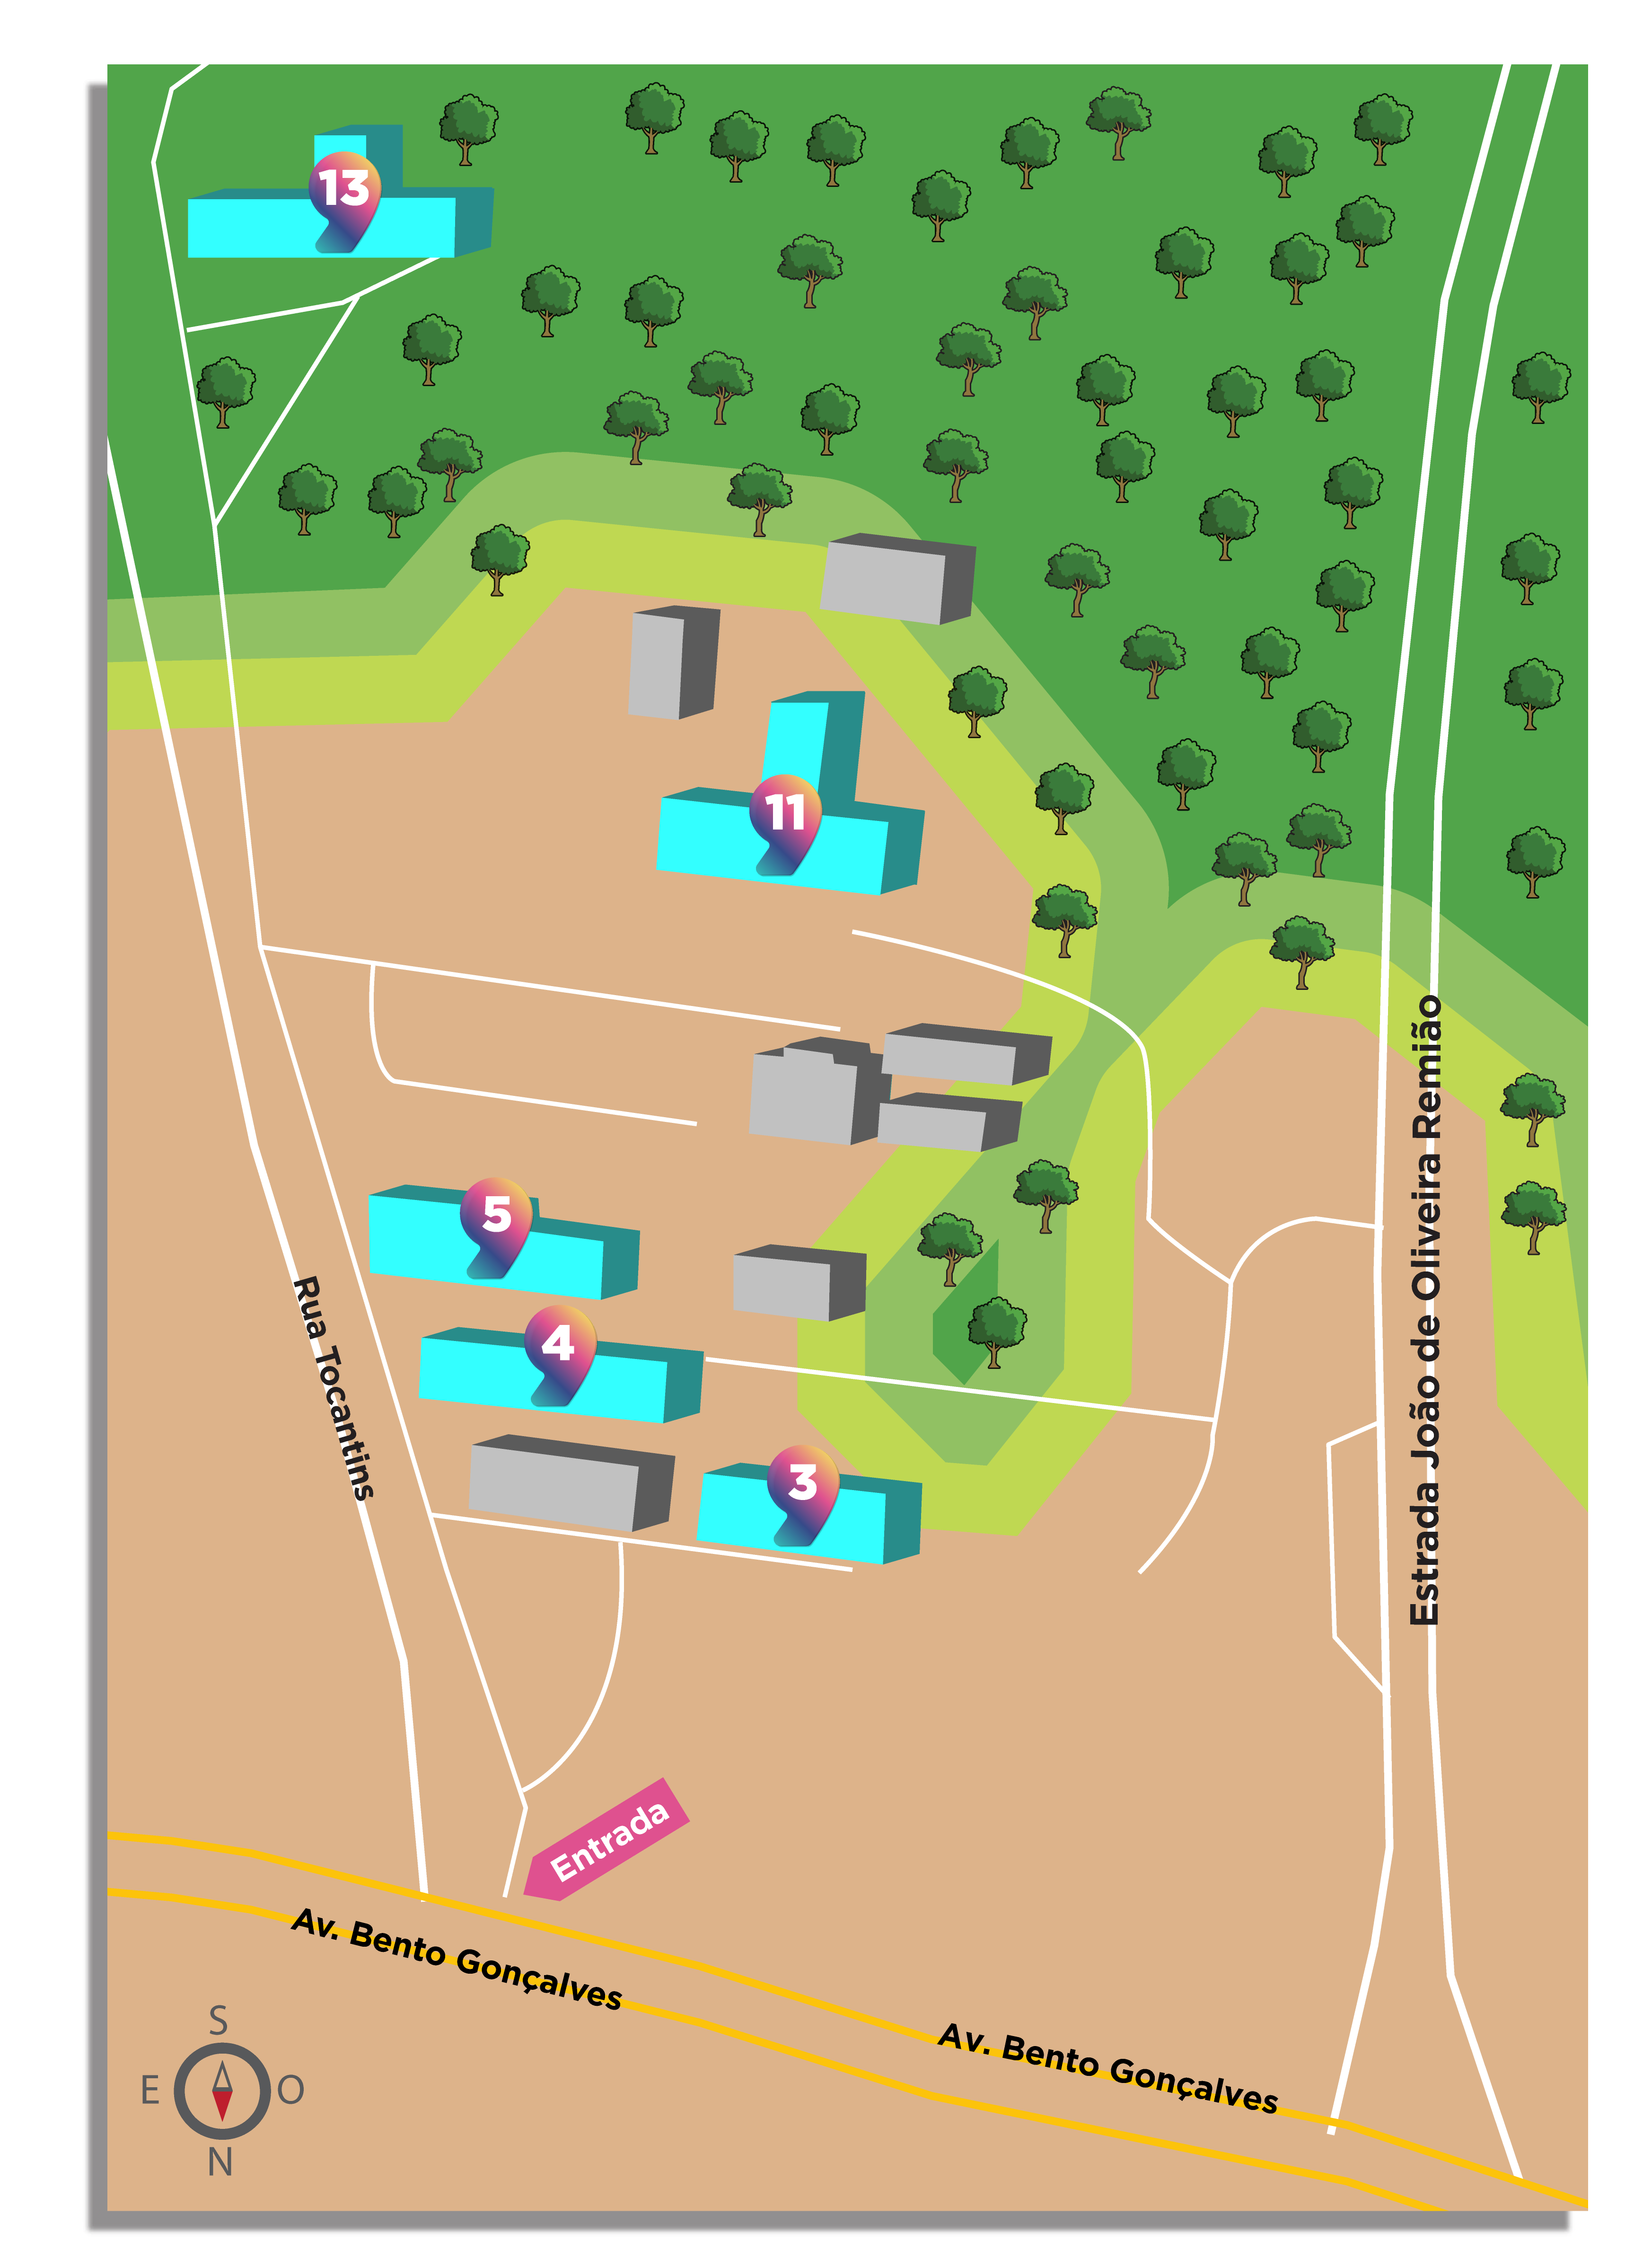 13
11
Estrada João de Oliveira Remião
5
Rua Tocantins
4
3
Entrada
Av. Bento Gonçalves
Av. Bento Gonçalves
S
E
O
N